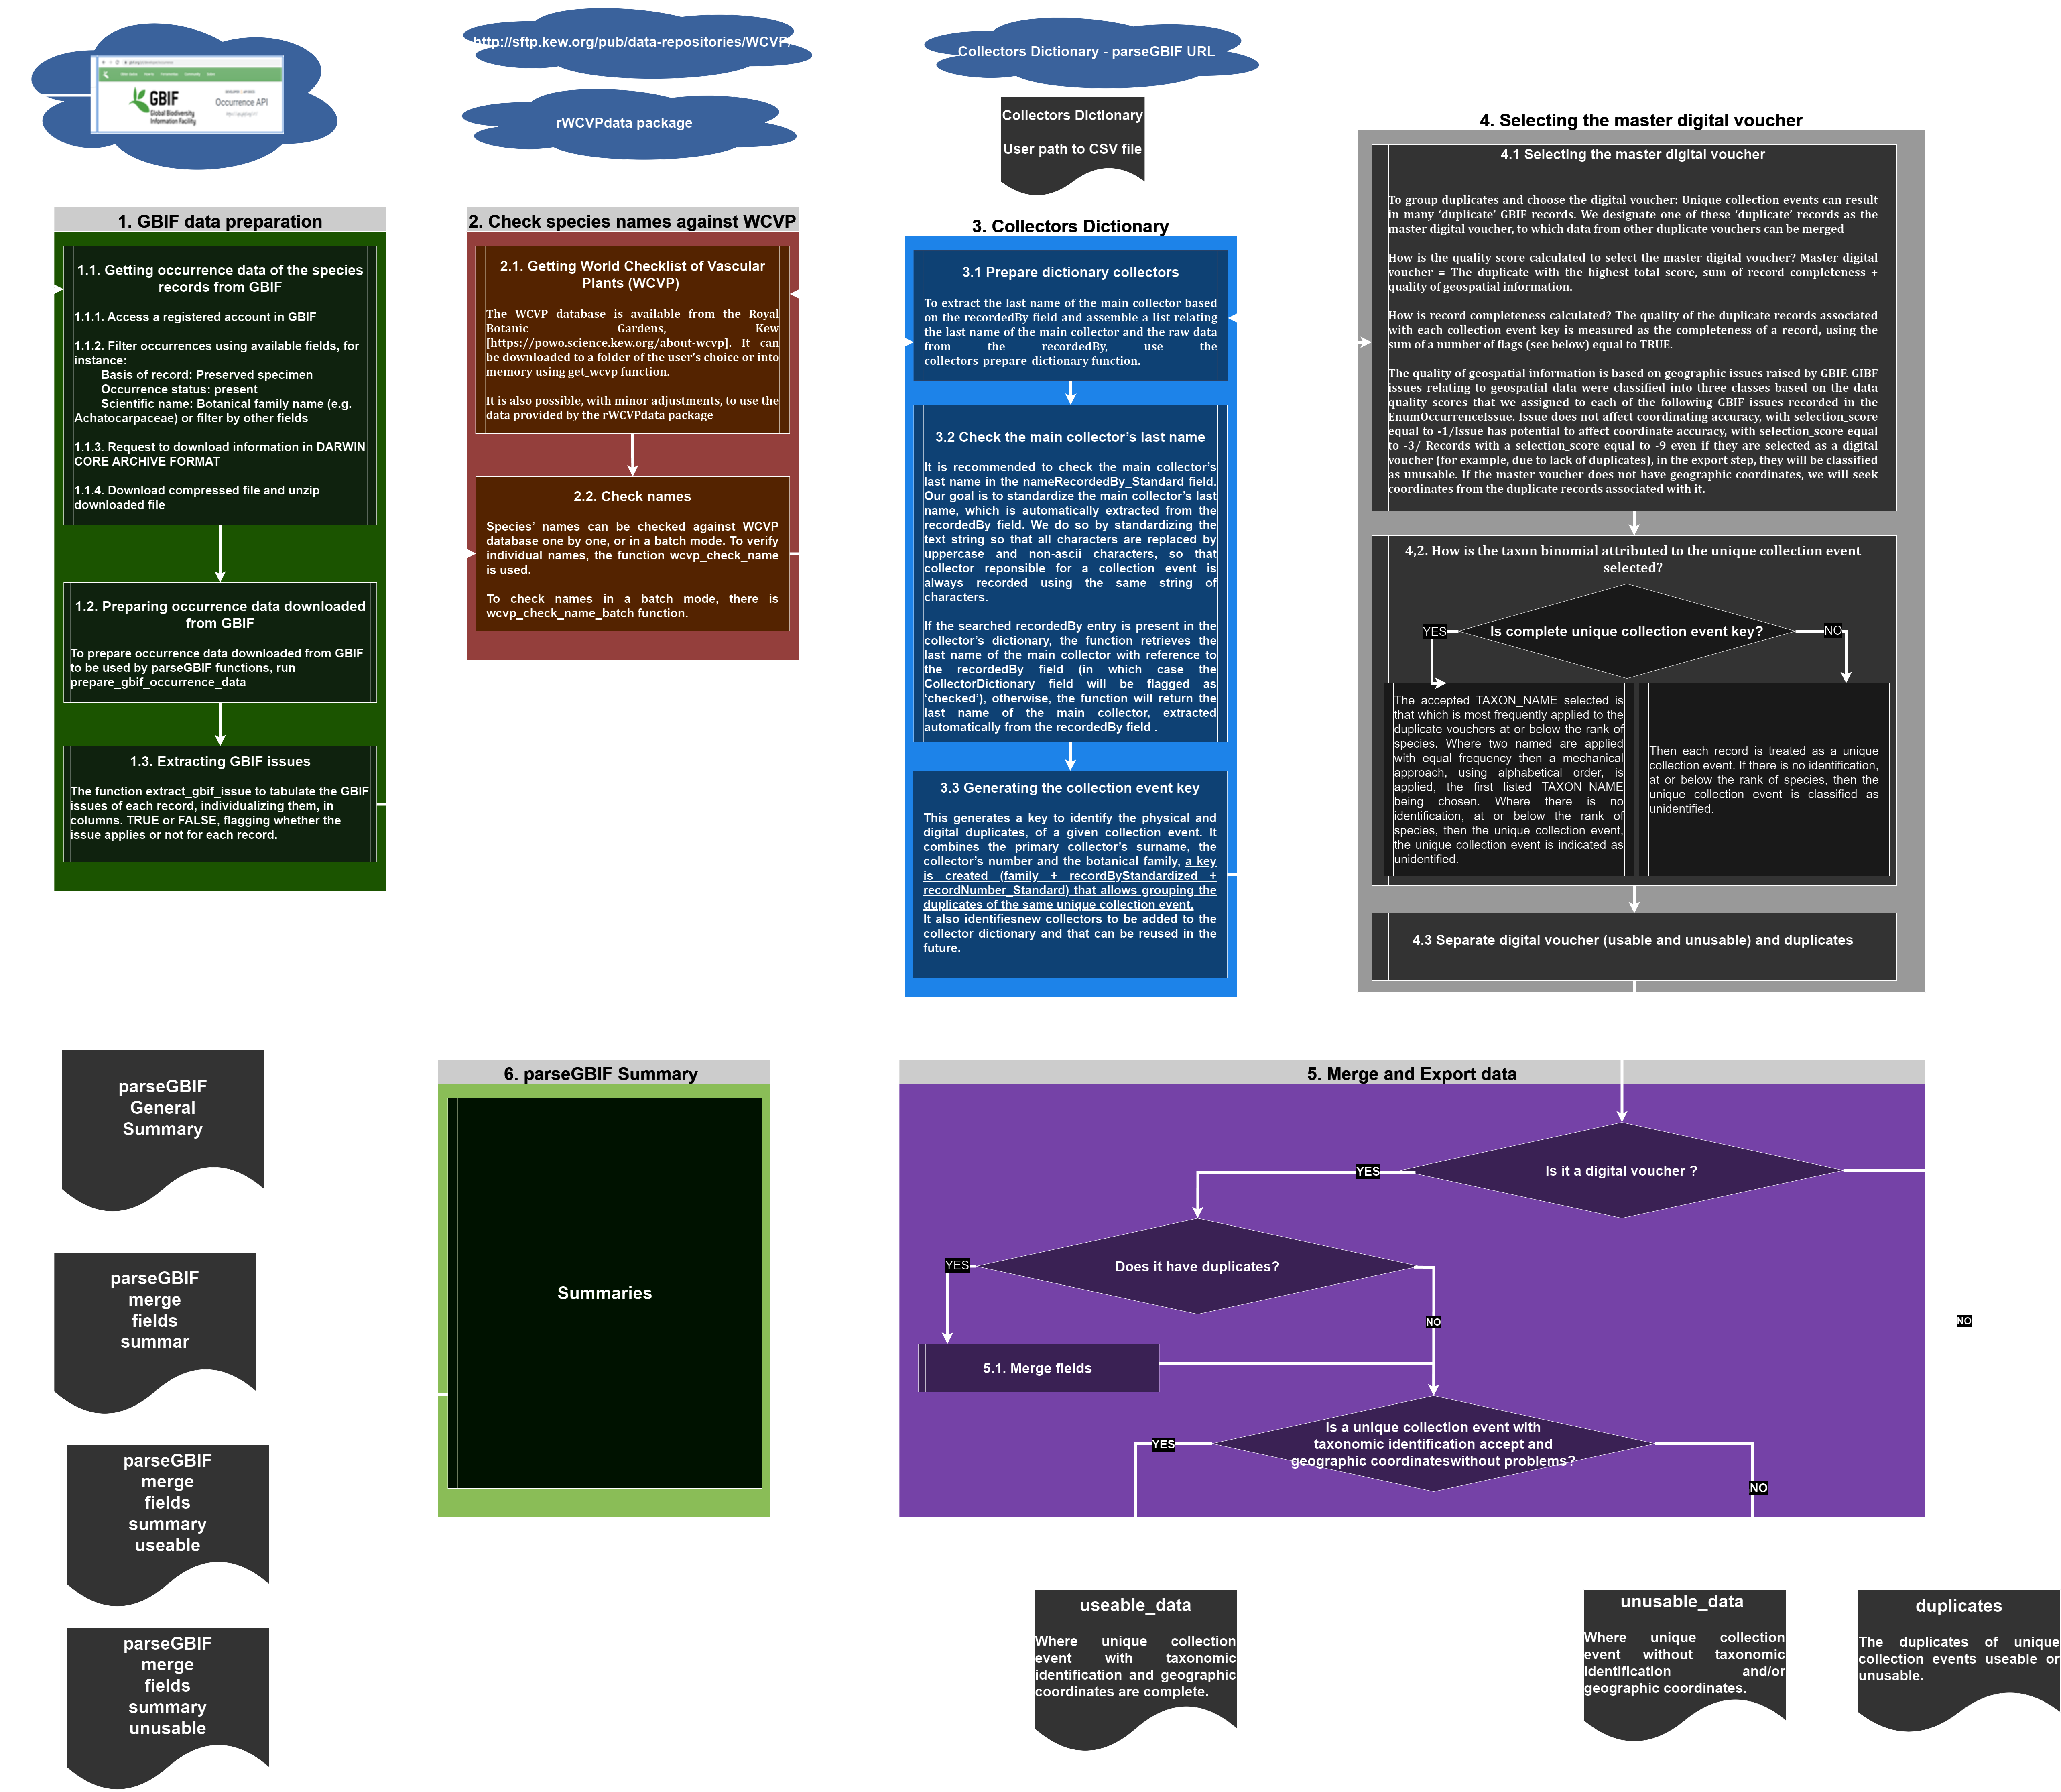 GBIF
Global Biodiversity
Information Facility
Occurrence API
http://sftp.kew.org/pub/data-repositories/WCVP/
rWCVPdata package
Collectors Dictionary - parseGBIF URL
Collectors Dictionary
User path to CSV file
1. GBIF data preparation
1.1. Getting occurrence data of the species
records from GBIF
1.1.1. Access a registered account in GBIF
1.1.2. Filter occurrences using available fields, for
instance:
Basis of record: Preserved specimen
Occurrence status: present
Scientific name: Botanical family name (e.g.
Achatocarpaceae) or filter by other fields
1.1.3. Request to download information in DARWIN
CORE ARCHIVE FORMAT
1.1.4. Download compressed file and unzip
downloaded file
1.2. Preparing occurrence data downloaded
from GBIF
To prepare occurrence data downloaded from GBIF
to be used by parseGBIF functions, run
prepare_gbif_occurrence_data
1.3. Extracting GBIF issues
The function extract_gbif_issue to tabulate the GBIF
issues of each record, individualizing them, in
columns. TRUE or FALSE, flagging whether the
issue applies or not for each record.
2. Check species names against WCVP
2.1. Getting World Checklist of Vascular
Plants (WCVP)
The WCVP database is available from the Royal
Botanic Gardens, Kew
[https://powo.science.kew.org/about-wcvp]. It can
be downloaded to a folder of the user’s choice or into
memory using get_wcvp function.
It is also possible, with minor adjustments, to use the
data provided by the rWCVPdata package
2.2. Check names
Species’ names can be checked against WCVP
database one by one, or in a batch mode. To verify
individual names, the function wcvp_check_name
is used.
To check names in a batch mode, there is
wcvp_check_name_batch function.
3. Collectors Dictionary
3.1 Prepare dictionary collectors
To extract the last name of the main collector based
on the recordedBy field and assemble a list relating
the last name of the main collector and the raw data
from the recordedBy, use the
collectors_prepare_dictionary function.
3.2 Check the main collector’s last name
It is recommended to check the main collector’s
last name in the nameRecordedBy_Standard field.
Our goal is to standardize the main collector’s last
name, which is automatically extracted from the
recordedBy field. We do so by standardizing the
text string so that all characters are replaced by
uppercase and non-ascii characters, so that
collector reponsible for a collection event is
always recorded using the same string of
characters.
If the searched recordedBy entry is present in the
collector’s dictionary, the function retrieves the
last name of the main collector with reference to
the recordedBy field (in which case the
CollectorDictionary field will be flagged as
‘checked’), otherwise, the function will return the
last name of the main collector, extracted
automatically from the recordedBy field .
3.3 Generating the collection event key
This generates a key to identify the physical and
digital duplicates, of a given collection event. It
combines the primary collector’s surname, the
collector’s number and the botanical family, a key
is created (family + recordByStandardized +
recordNumber_Standard) that allows grouping the
duplicates of the same unique collection event.
It also identifiesnew collectors to be added to the
collector dictionary and that can be reused in the
future.
4. Selecting the master digital voucher
4.1 Selecting the master digital voucher
To group duplicates and choose the digital voucher: Unique collection events can result
in many ‘duplicate’ GBIF records. We designate one of these ‘duplicate’ records as the
master digital voucher, to which data from other duplicate vouchers can be merged
How is the quality score calculated to select the master digital voucher? Master digital
voucher = The duplicate with the highest total score, sum of record completeness +
quality of geospatial information.
How is record completeness calculated? The quality of the duplicate records associated
with each collection event key is measured as the completeness of a record, using the
sum of a number of flags (see below) equal to TRUE.
The quality of geospatial information is based on geographic issues raised by GBIF. GIBF
issues relating to geospatial data were classified into three classes based on the data
quality scores that we assigned to each of the following GBIF issues recorded in the
EnumOccurrenceIssue. Issue does not affect coordinating accuracy, with selection_score
equal to -1/Issue has potential to affect coordinate accuracy, with selection_score equal
to -3/ Records with a selection_score equal to -9 even if they are selected as a digital
voucher (for example, due to lack of duplicates), in the export step, they will be classified
as unusable. If the master voucher does not have geographic coordinates, we will seek
coordinates from the duplicate records associated with it.
4,2. How is the taxon binomial attributed to the unique collection event
selected?
Is complete unique collection event key?
YES
NO
The accepted TAXON_NAME selected is
that which is most frequently applied to the
duplicate vouchers at or below the rank of
species. Where two named are applied
with equal frequency then a mechanical
approach, using alphabetical order, is
applied, the first listed TAXON_NAME
being chosen. Where there is no
identification, at or below the rank of
species, then the unique collection event,
the unique collection event is indicated as
unidentified.
Then each record is treated as a unique
collection event. If there is no identification,
at or below the rank of species, then the
unique collection event is classified as
unidentified.
4.3 Separate digital voucher (usable and unusable) and duplicates
parseGBIF
General
Summary
parseGBIF
merge
fields
summar
parseGBIF
merge
fields
summary
useable
parseGBIF
merge
fields
summary
unusable
6. parseGBIF Summary
Summaries
5. Merge and Export data
Is it a digital voucher ?
YES
Does it have duplicates?
YES
NO
NO
5.1. Merge fields
Is a unique collection event with
taxonomic identification accept and
geographic coordinateswithout problems?
YES
NO
useable_data
Where unique collection
event with taxonomic
identification and geographic
coordinates are complete.
unusable_data
Where unique collection
event without taxonomic
identification and/or
geographic coordinates.
duplicates
The duplicates of unique
collection events useable or
unusable.